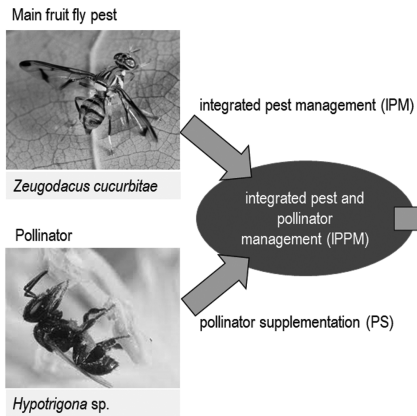 Main fruit fly pest
Zeugodacus cucurbitae
integrated pest management (IPM)
integrated pest and
pollinator
management (IPPM)
Pollinator
pollinator supplementation (PS)
Hypotrigona sp.